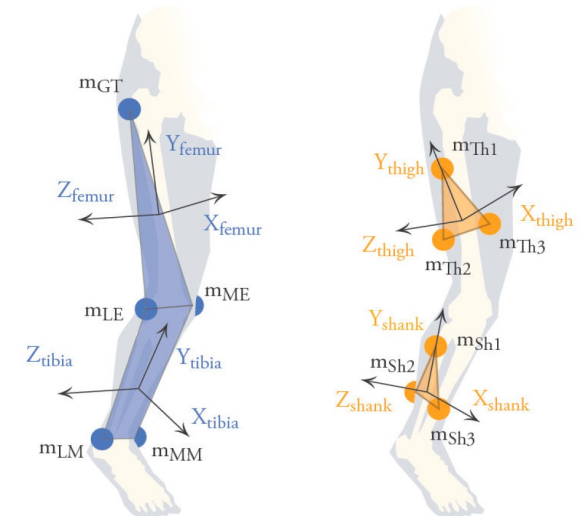 mGT
Yfemur
Zfemur
Xfemur
mME
mLE
Ztibia
Ytibia
Xtibia
mLM
mMM
mTh1
Ythigh
Xthigh
Zthigh
mTh3
mTh2
Yshank
mSh1
mSh2
Zshank
Xshank
mSh3